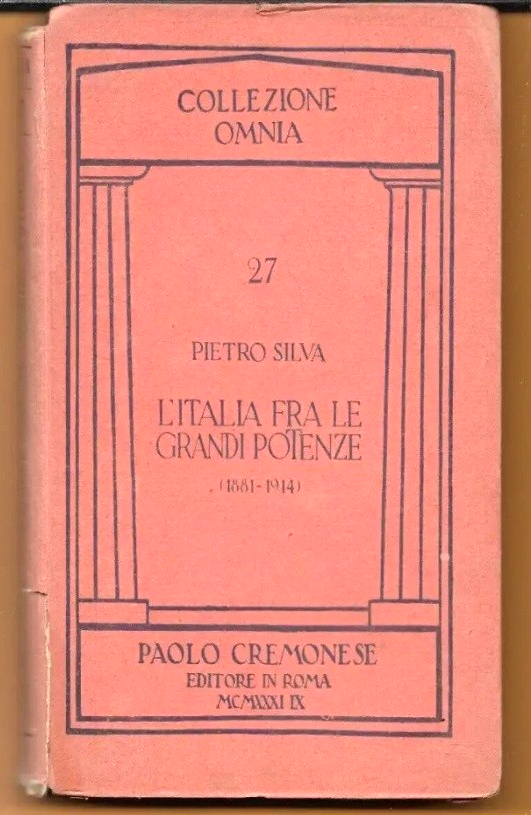 COLLEZIONE
OMNIA
27
PIETRO SILVA
L'ITALIA FRA LE
GRANDI POTENZE
(1881-1914)
PAOLO CREMONESE
EDITORE IN ROMA
MCMXXXI IX